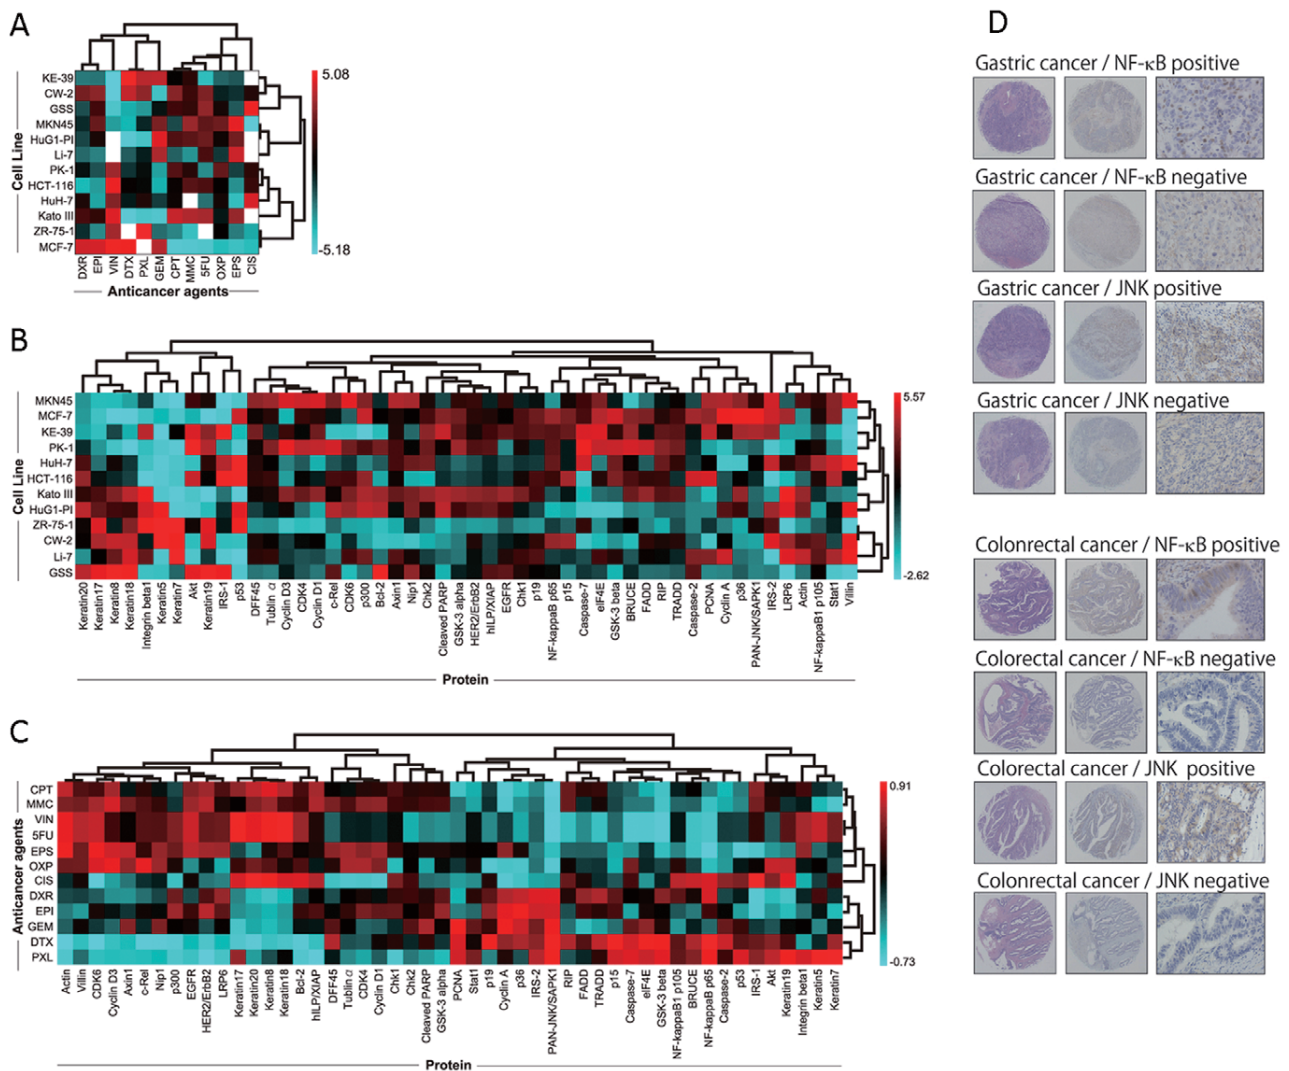 A
5.08
-5.18
Cell Line
KE-39
CW-2
GSS
MKN45
HuG1-PI
Li-7
PK-1
HCT-116
HuH-7
Kato III
ZR-75-1
MCF-7
DXR EPI VIN DTX PXL GEM CPT MMC 5FU OXP EPS CIS
Anticancer agents
B
5.57
-2.62
Cell Line
MKN45
MCF-7
KE-39
PK-1
HuH-7
HCT-116
Kato III
HuG1-PI
ZR-75-1
CW-2
Li-7
GSS
Keratin20 Keratin17 Keratin8 Keratin18 Integrin beta1 Keratin5 Keratin7 Akt Keratin19 IRS-1 p53 DFF45 Tublin α Cyclin D3 CDK4 Cyclin D1 c-Rel CDK6 p300 Bcl-2 Axin1 Nip1 Chk2 Cleaved PARP GSK-3 alpha HER2/ErbB2 hILP/XIAP EGFR Chk1 p19 NF-kappaB p65 p15 Caspase-7 eIF4E GSK-3 beta BRUCE FADD RIP TRADD Caspase-2 PCNA Cyclin A p36 PAN-JNK/SAPK1 IRS-2 LRP6 Actin NF-kappaB1 p105 Stat1 Villin
Protein
C
0.91
-0.73
Anticancer agents
CPT
MMC
VIN
5FU
EPS
OXP
CIS
DXR
EPI
GEM
DTX
PXL
Actin Villin CDK6 Cyclin D3 Axin1 c-Rel Nip1 p300 EGFR HER2/ErbB2 LRP6 Keratin17 Keratin20 Keratin8 Keratin18 Bcl-2 hILP/XIAP DFF45 Tublin α CDK4 Cyclin D1 Chk1 Chk2 Cleaved PARP GSK-3 alpha PCNA Stat1 p19 Cyclin A p36 IRS-2 PAN-JNK/SAPK1 RIP FADD TRADD p15 Caspase-7 eIF4E GSK-3 beta NF-kappaB1 p105 BRUCE NF-kappaB p65 Caspase-2 p53 IRS-1 Akt Keratin19 Integrin beta1 Keratin5 Keratin7
Protein
D
Gastric cancer / NF-κB positive
Gastric cancer / NF-κB negative
Gastric cancer / JNK positive
Gastric cancer / JNK negative
Colonrectal cancer / NF-κB positive
Colorectal cancer / NF-κB negative
Colorectal cancer / JNK positive
Colonrectal cancer / JNK negative